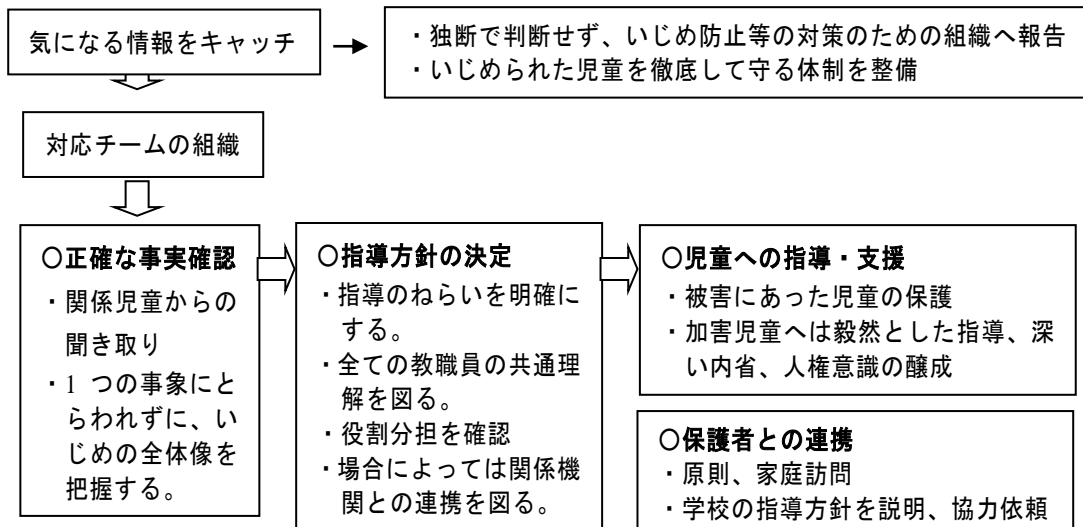 気になる情報をキャッチ
・独断で判断せず、いじめ防止等の対策のための組織へ報告
・いじめられた児童を徹底して守る体制を整備
対応チームの組織
○正確な事実確認
・関係児童からの
聞き取り
・1 つの事象にと
らわれずに、い
じめの全体像を
把握する。
○指導方針の決定
・指導のねらいを明確に
する。
・全ての教職員の共通理
解を図る。
・役割分担を確認
・場合によっては関係機
関との連携を図る。
○児童への指導・支援
・被害にあった児童の保護
・加害児童へは毅然とした指導、深
い内省、人権意識の醸成
○保護者との連携
・原則、家庭訪問
・学校の指導方針を説明、協力依頼